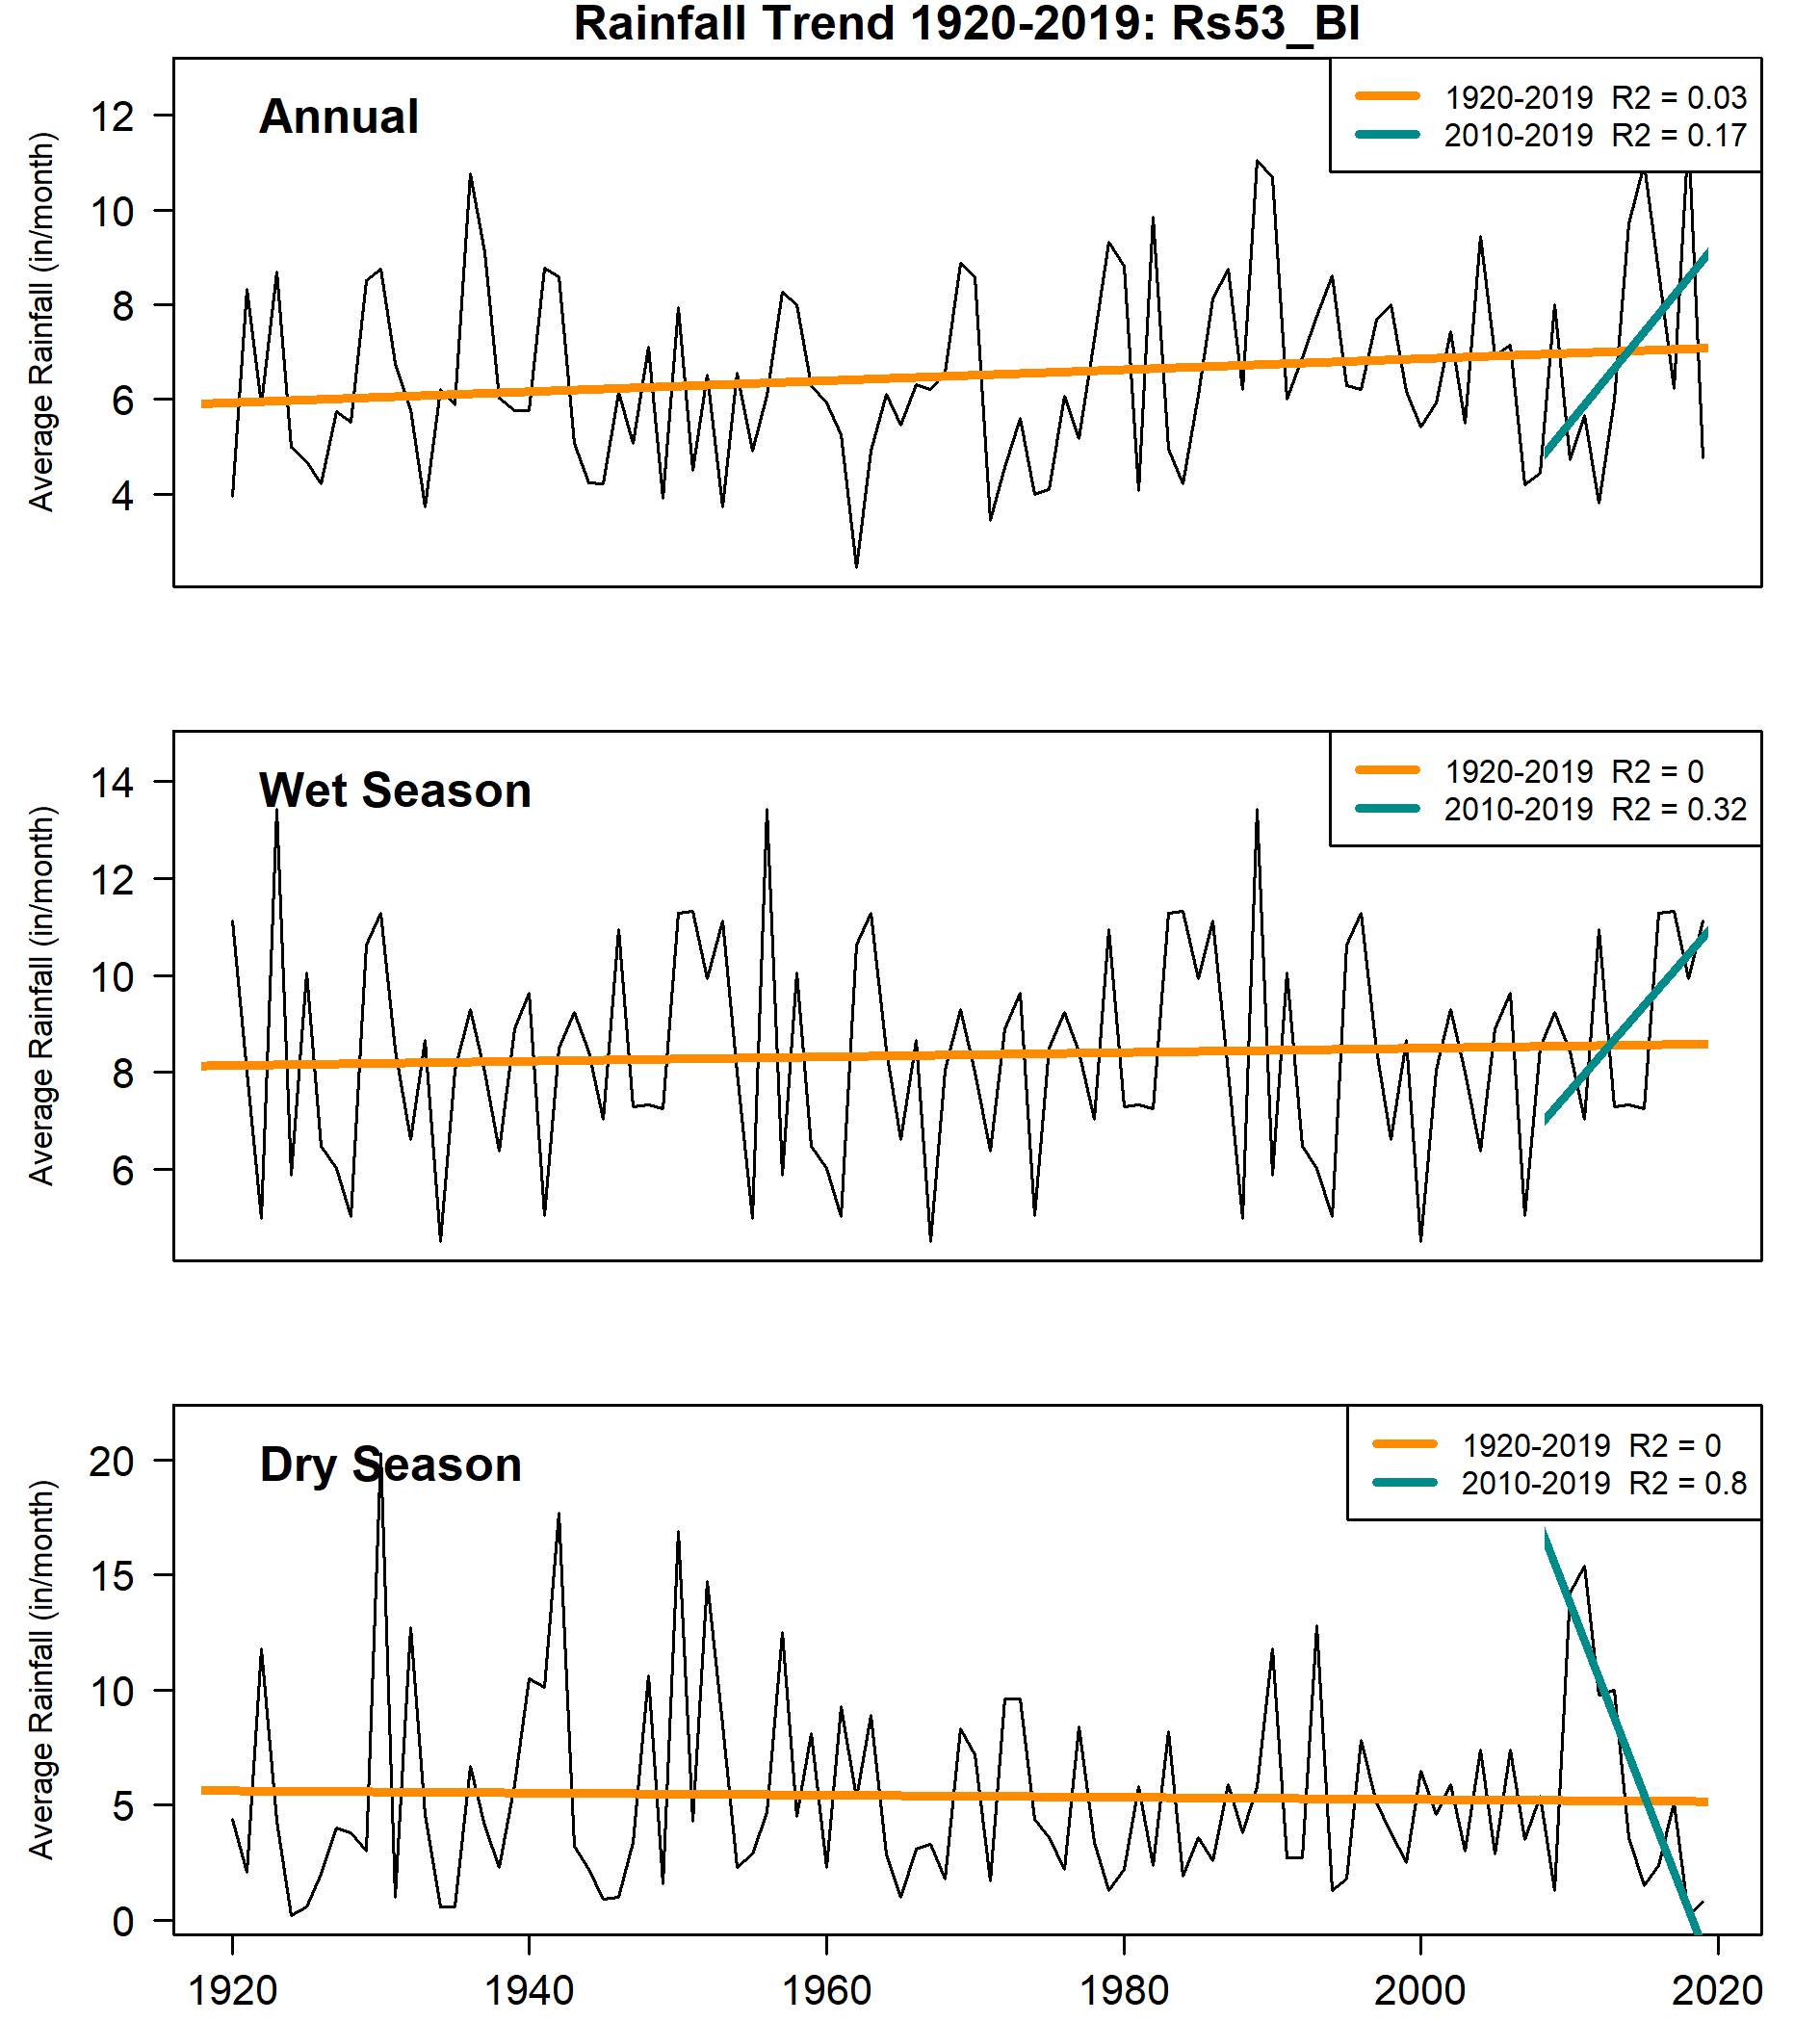 Rainfall Trend 1920-2019: Rs53_BI
Annual
1920-2019 R2 = 0.03
2010-2019 R2 = 0.17
Average Rainfall (in/month)
12
10
8
6
4
Wet Season
1920-2019 R2 = 0
2010-2019 R2 = 0.32
Average Rainfall (in/month)
14
12
10
8
6
Dry Season
1920-2019 R2 = 0
2010-2019 R2 = 0.8
Average Rainfall (in/month)
20
15
10
5
0
1920 1940 1960 1980 2000 2020